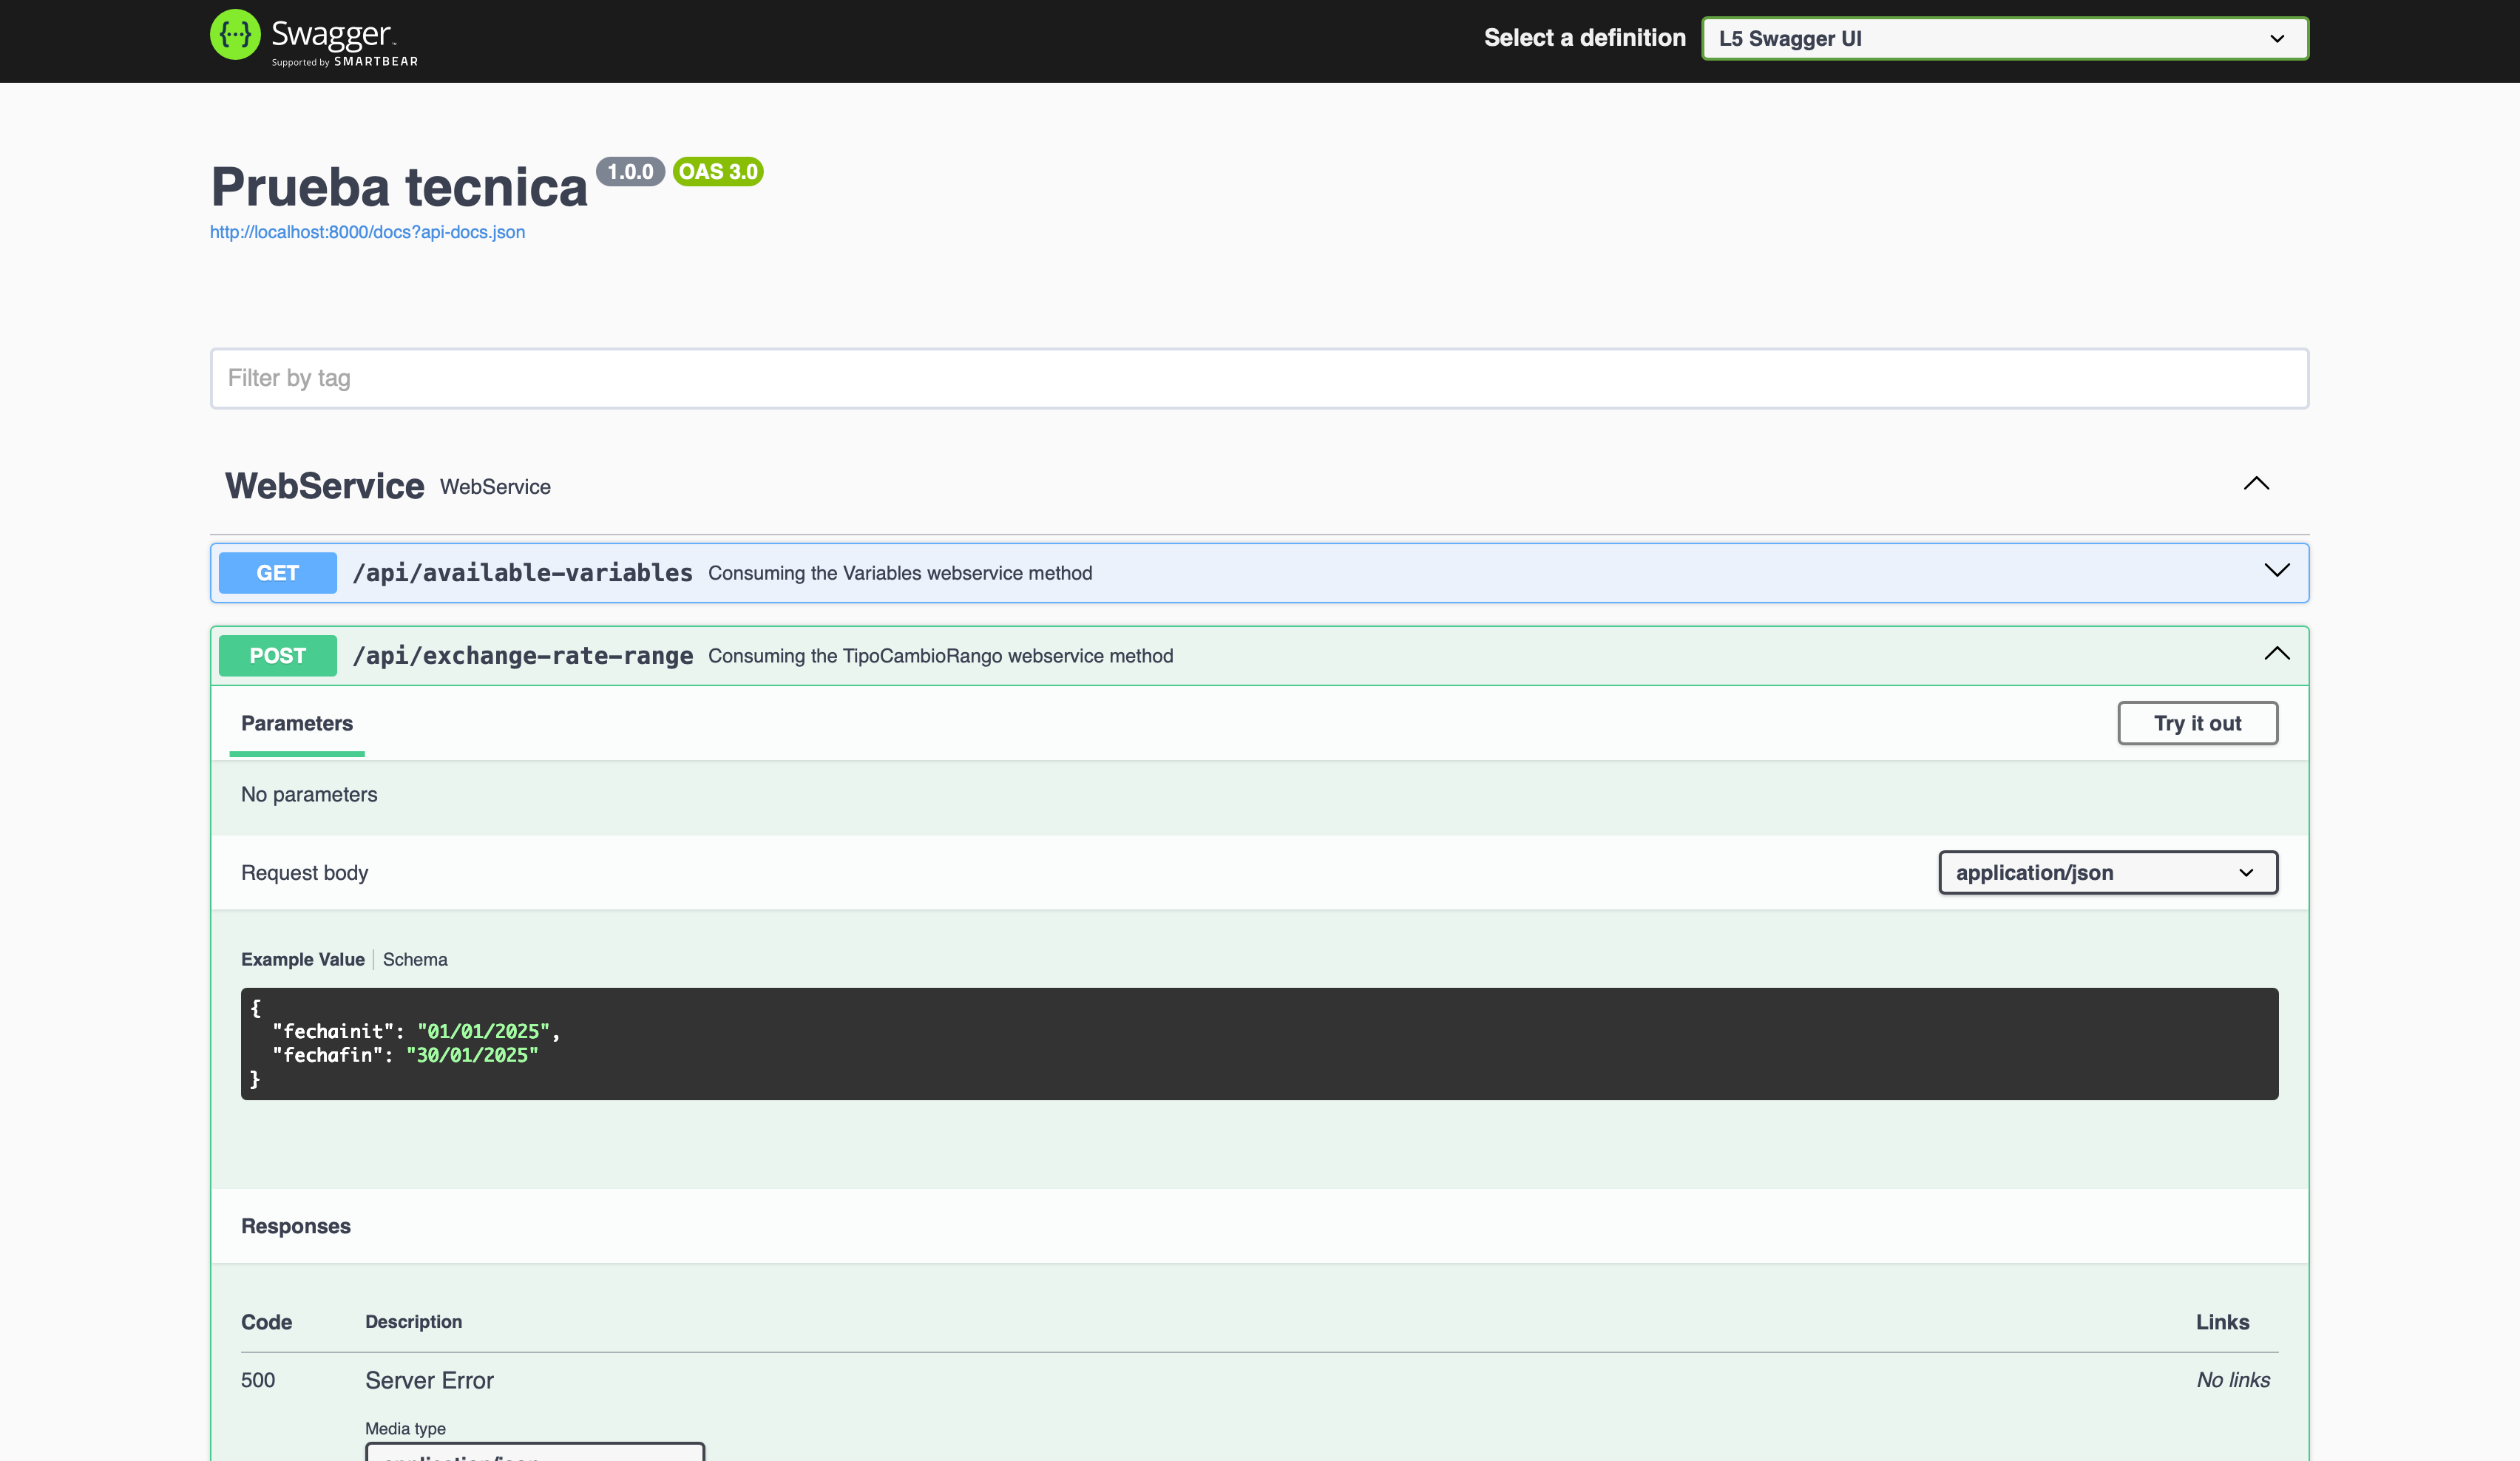 Swagger
Supported by SMARTBEAR
Select a definition
L5 Swagger UI
Prueba tecnica 1.0.0 OAS 3.0
http://localhost:8000/docs?api-docs.json
Filter by tag
WebService WebService
GET /api/available-variables Consuming the Variables webservice method
POST /api/exchange-rate-range Consuming the TipoCambioRango webservice method
Parameters
Try it out
No parameters
Request body
application/json
Example Value Schema
{
"fechainit": "01/01/2025",
"fechafin": "30/01/2025"
}
Responses
Code Description Links
500 Server Error No links
Media type